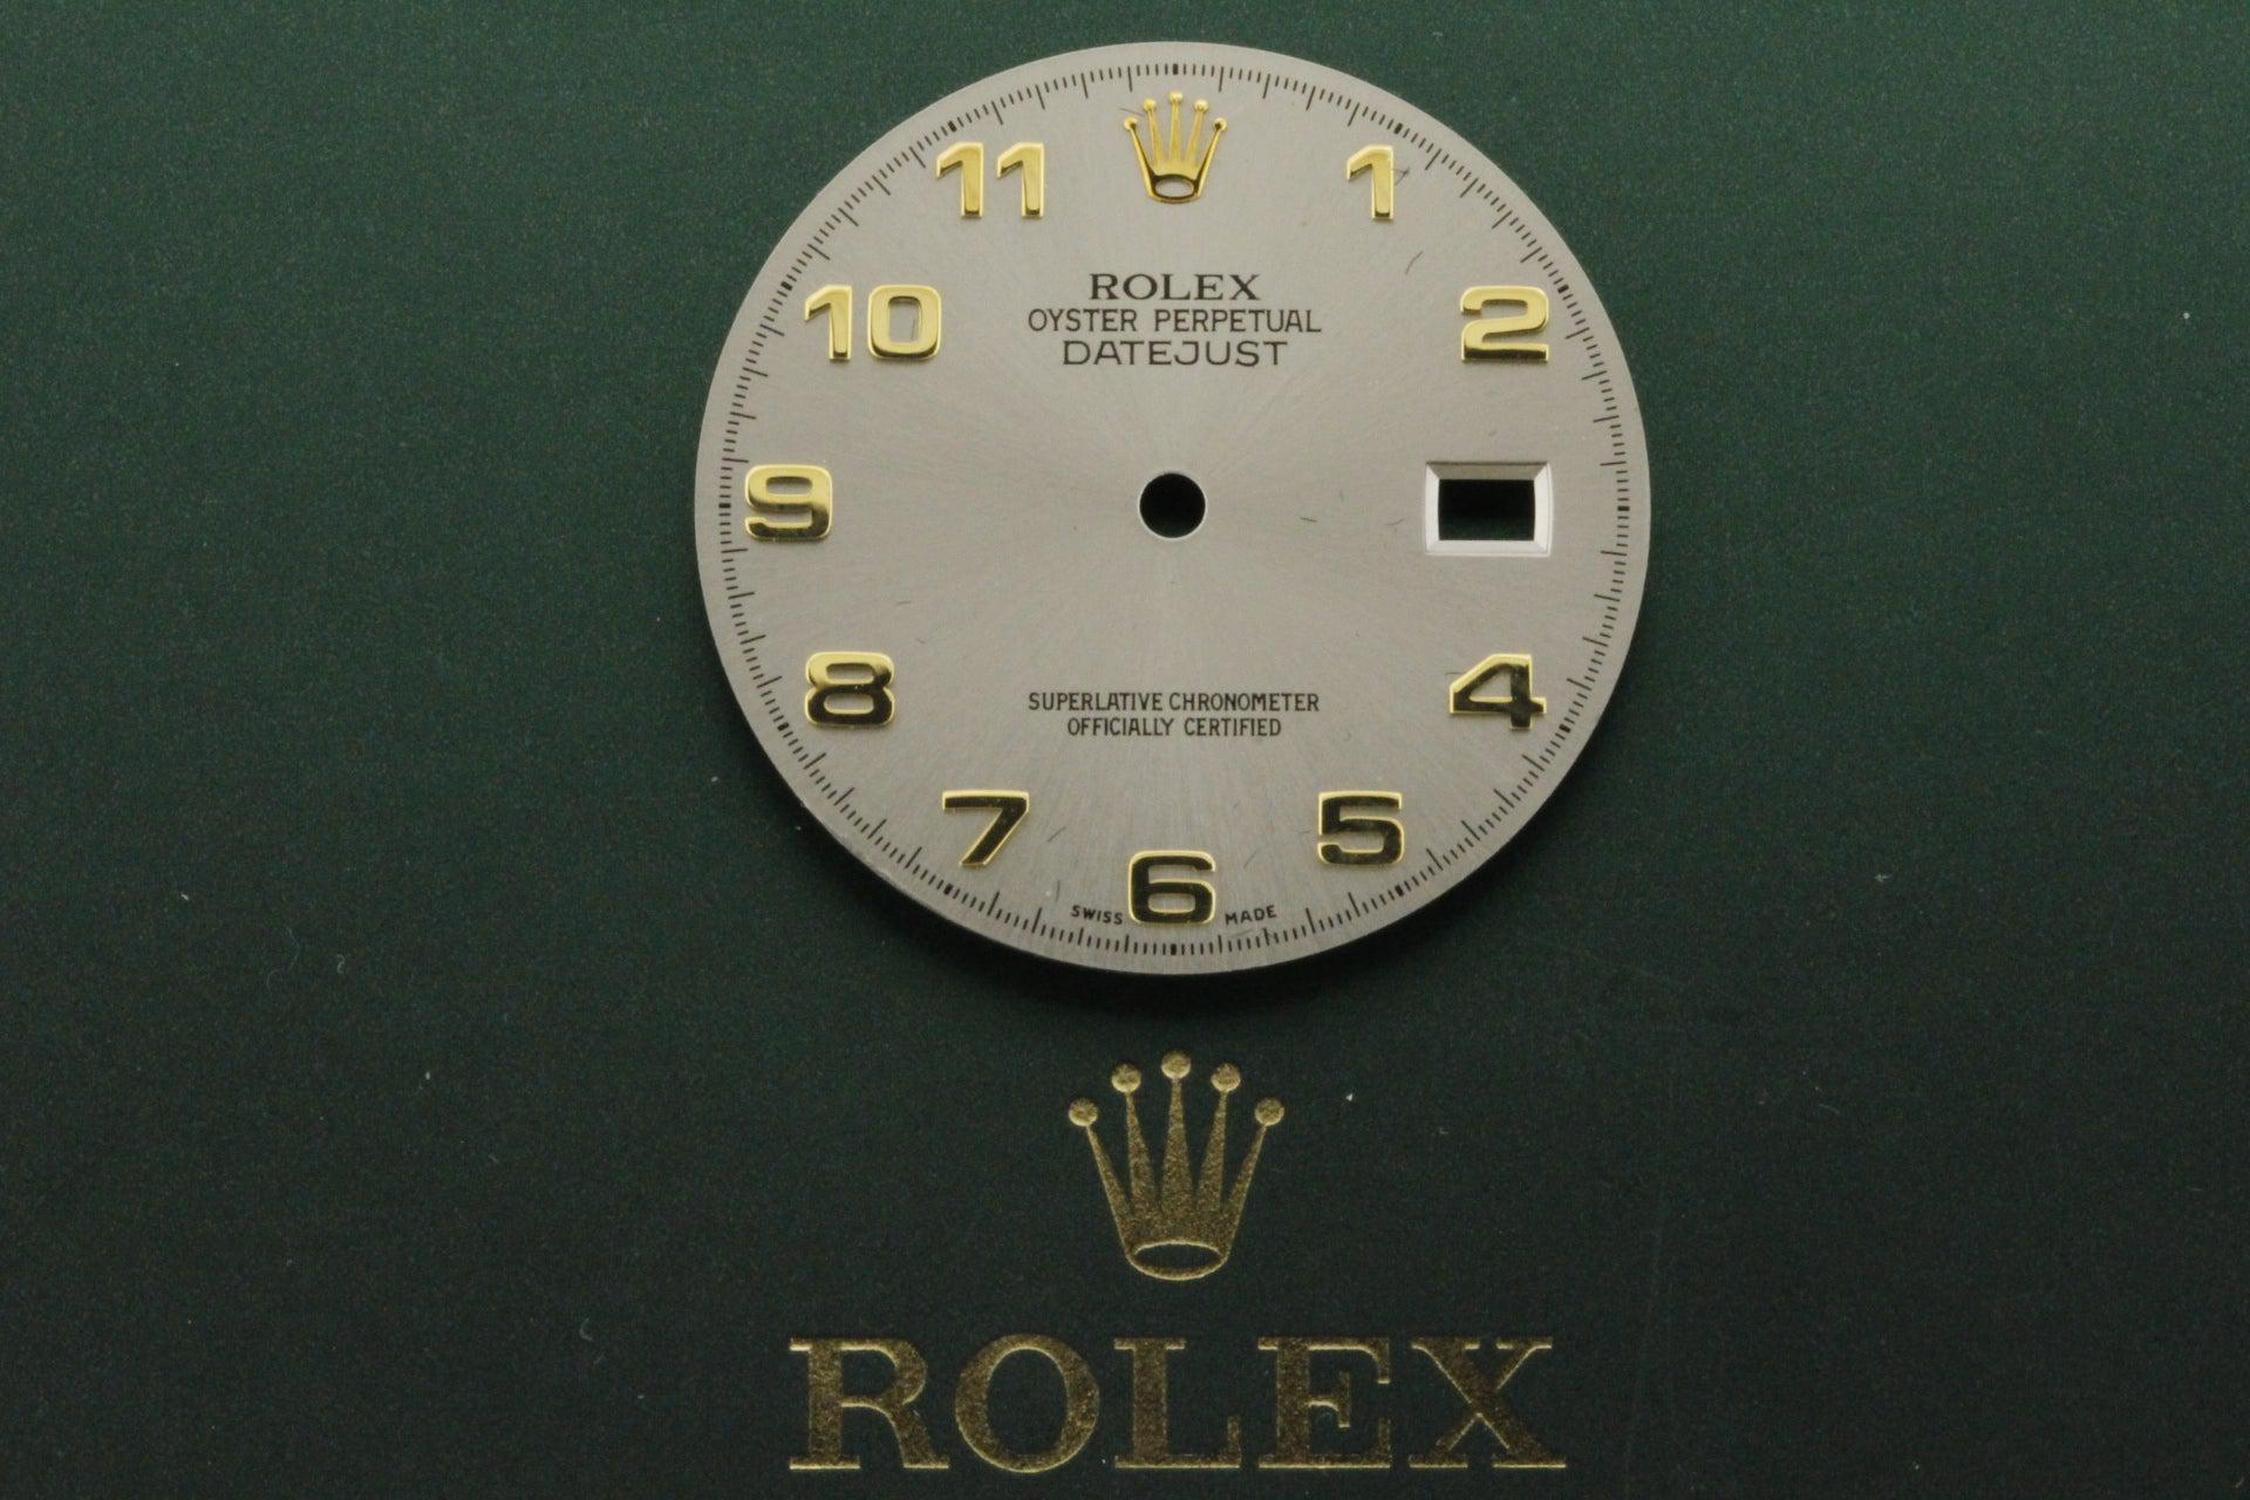 11 1
ROLEX
10 OYSTER PERPETUAL 2
DATEJUST
9
8 4
SUPERLATIVE CHRONOMETER
OFFICIALLY CERTIFIED
7 5
6
SWISS MADE
ROLEX